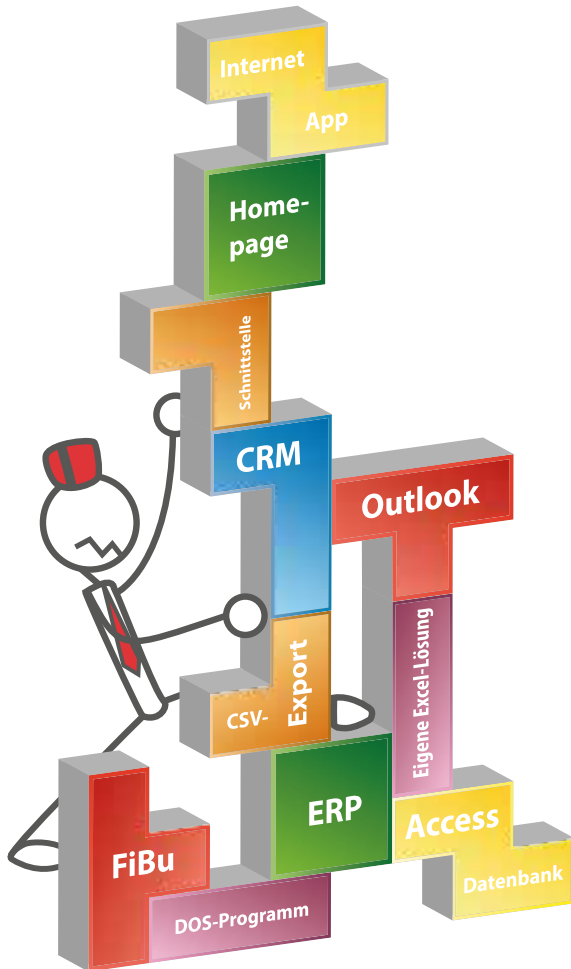 Internet
App
Home-
page
Schnittstelle
CRM
Outlook
Eigene Excel-Lösung
CSV-
Export
ERP
Access
Datenbank
FiBu
DOS-Programm